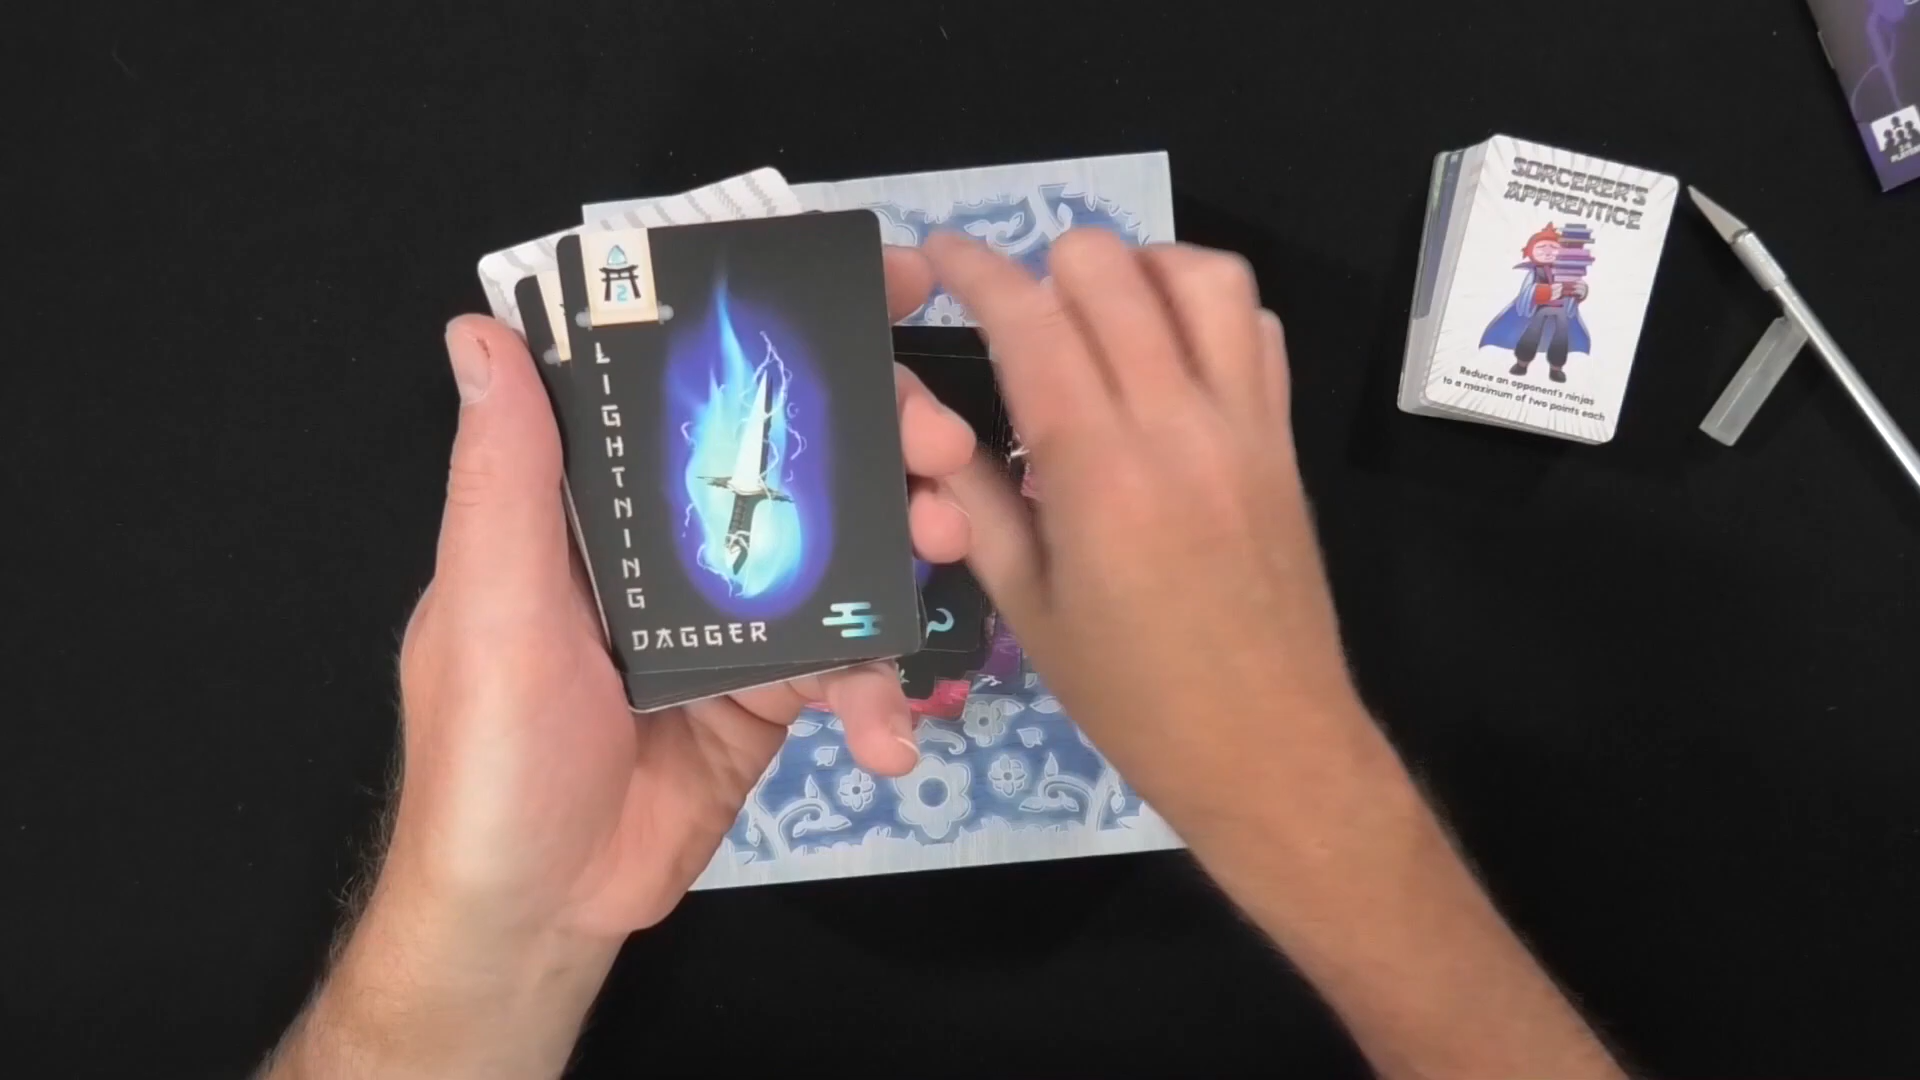 2
LIGHTNING
DAGGER
SORCERER'S
APPRENTICE
Reduce an opponent's ninjas
to a maximum of two points each